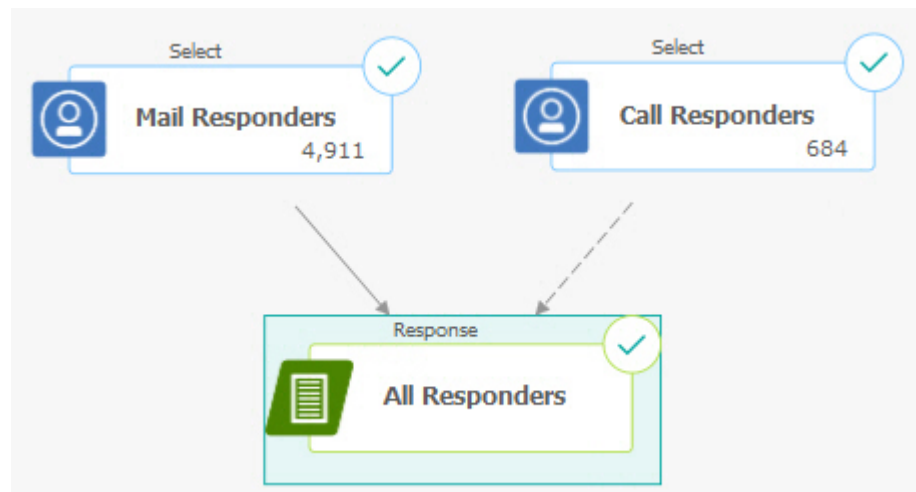 Select
Mail Responders
4,911
Select
Call Responders
684
Response
All Responders